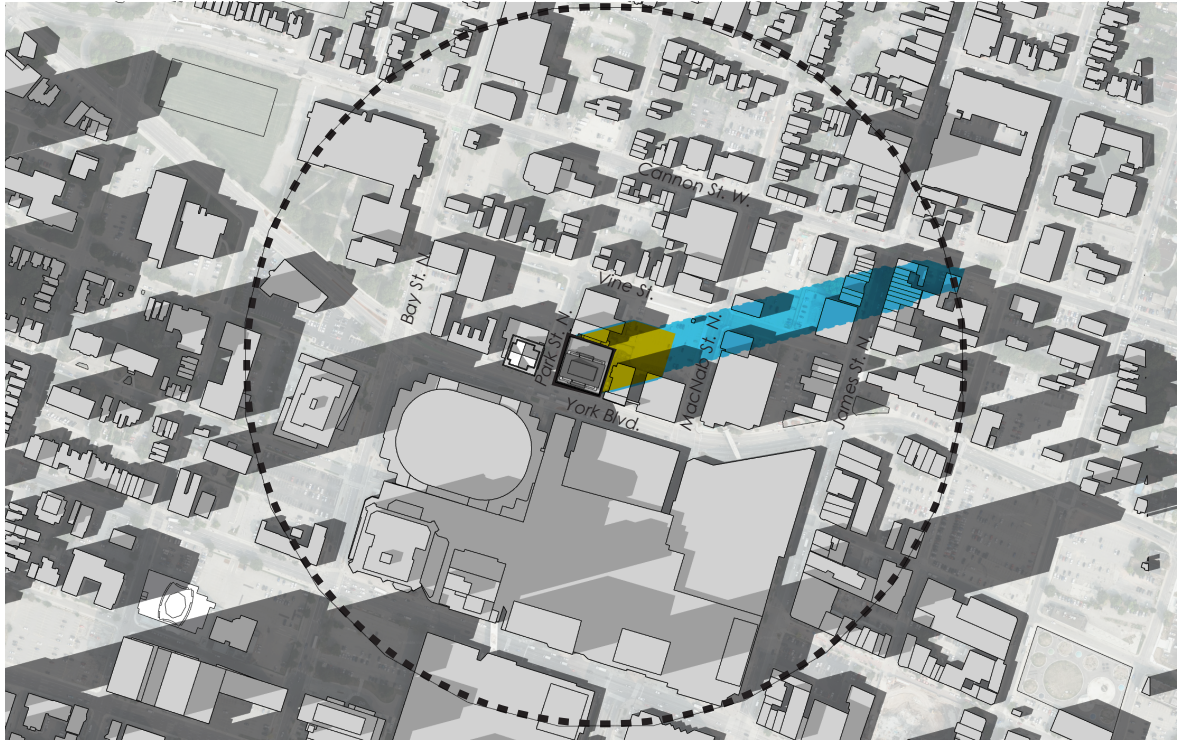 Cannon St. W.
Vine St.
Bay St. N.
Park St. N.
MacNab St. N.
James St. N.
York Blvd.